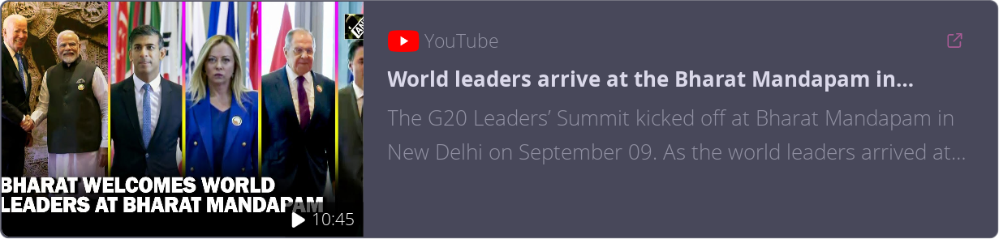 YouTube
World leaders arrive at the Bharat Mandapam in...
The G20 Leaders’ Summit kicked off at Bharat Mandapam in
New Delhi on September 09. As the world leaders arrived at...
BHARAT WELCOMES WORLD
LEADERS AT BHARAT MANDAPAM
10:45